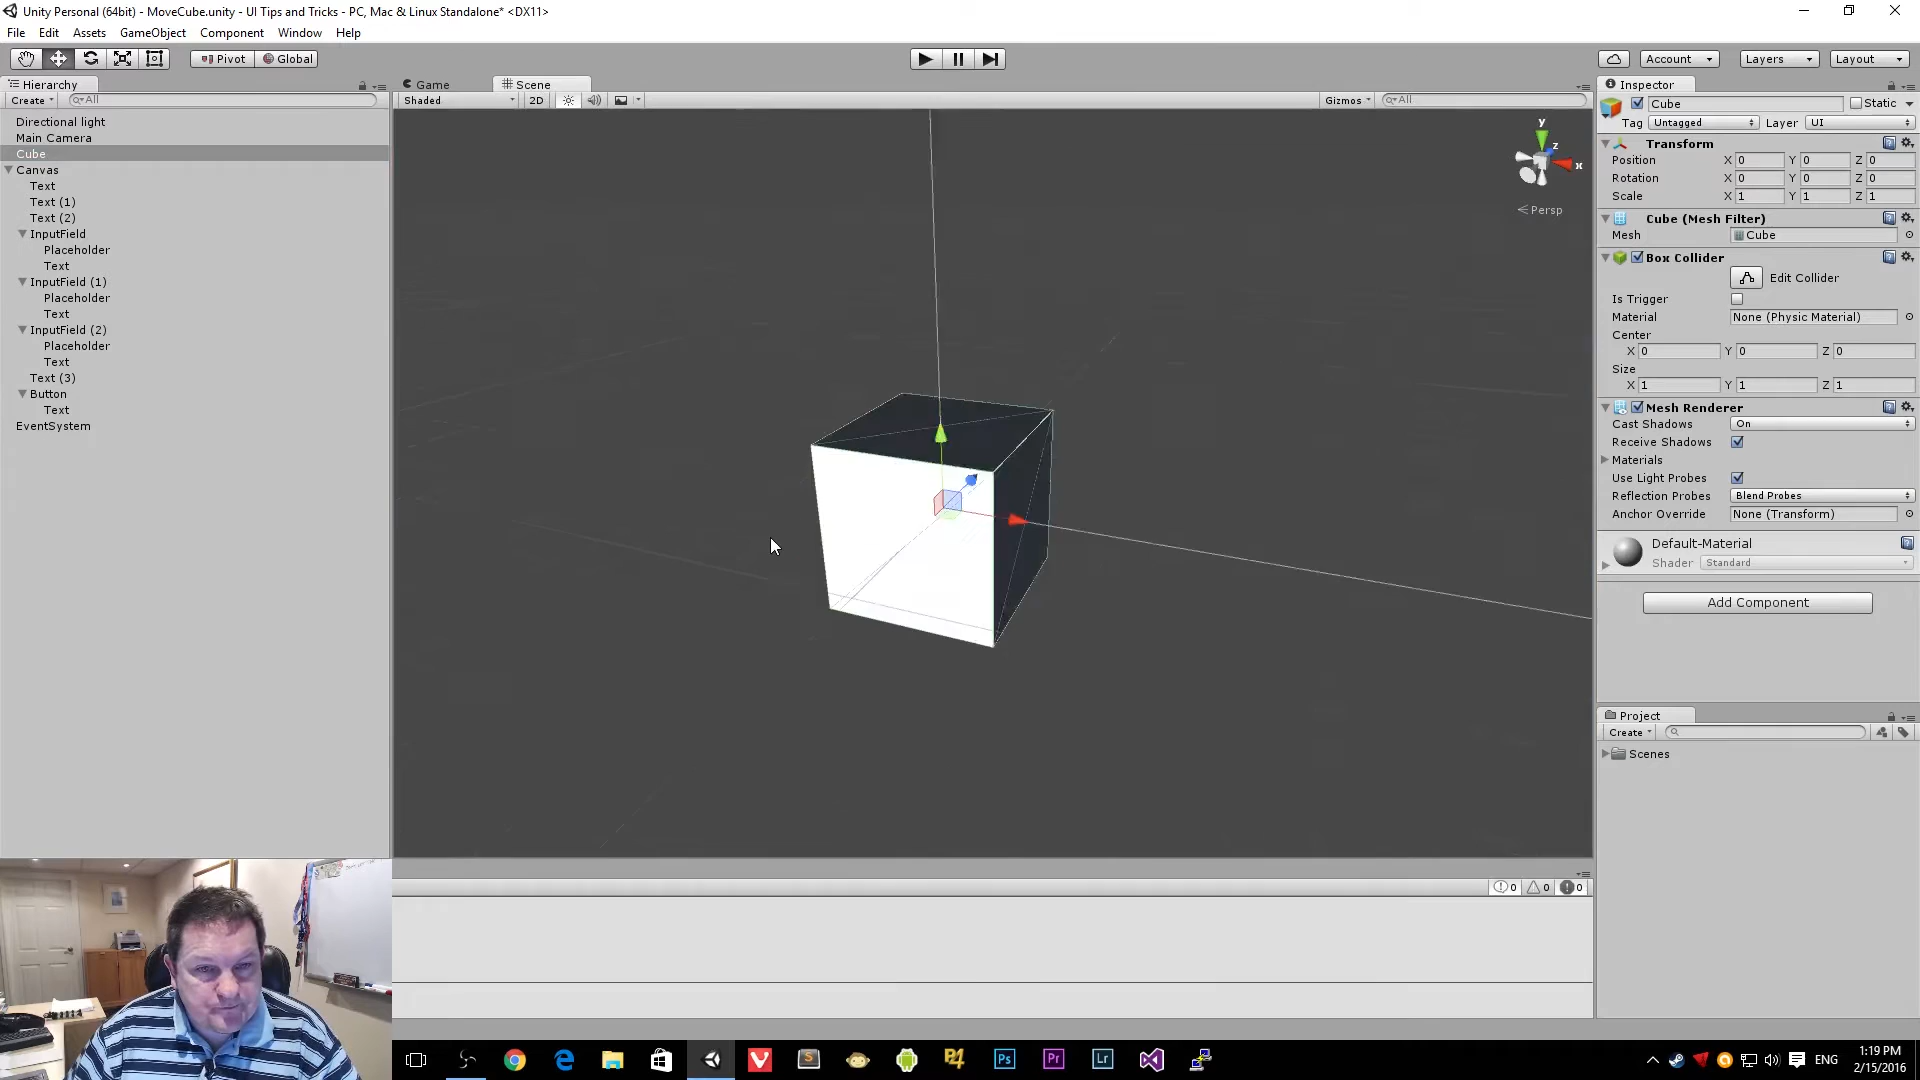 Unity Personal (64bit) - MoveCube.unity - UI Tips and Tricks - PC, Mac & Linux Standalone* <DX11>
File Edit Assets GameObject Component Window Help
Pivot Global Account Layers Layout
Hierarchy
Create All
Directional light
Main Camera
Cube
Canvas
Text
Text (1)
Text (2)
InputField
Placeholder
Text
InputField (1)
Placeholder
Text
InputField (2)
Placeholder
Text
Text (3)
Button
Text
EventSystem
Game Scene
Shaded 2D Gizmos All
y
z
x
Persp
Inspector
Cube Static
Tag Untagged Layer UI
Transform
Position X 0 Y 0 Z 0
Rotation X 0 Y 0 Z 0
Scale X 1 Y 1 Z 1
Cube (Mesh Filter)
Mesh Cube
Box Collider
Edit Collider
Is Trigger
Material None (Physic Material)
Center
X 0 Y 0 Z 0
Size
X 1 Y 1 Z 1
Mesh Renderer
Cast Shadows On
Receive Shadows
Materials
Use Light Probes
Reflection Probes Blend Probes
Anchor Override None (Transform)
Default-Material
Shader Standard
Add Component
Project
Create
Scenes
0 0 0
Ps Pr Lr
ENG
1:19 PM
2/15/2016